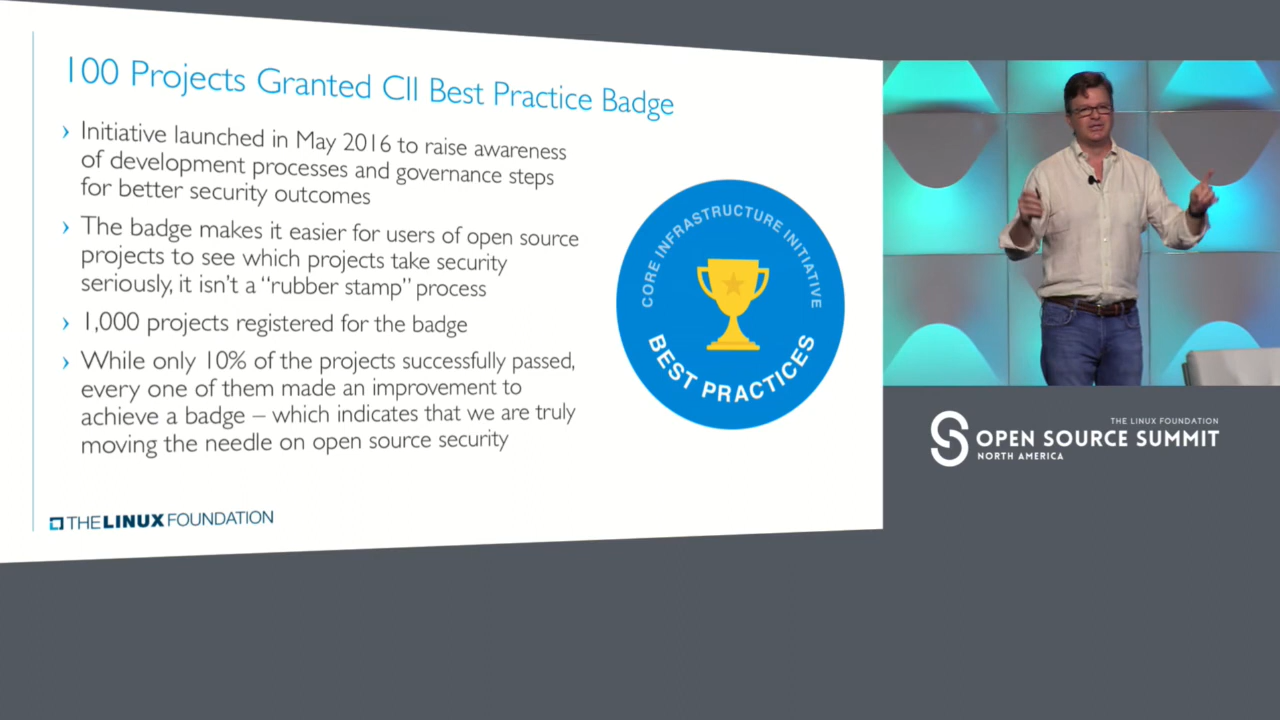 100 Projects Granted CII Best Practice Badge
› Initiative launched in May 2016 to raise awareness
of development processes and governance steps
for better security outcomes
› The badge makes it easier for users of open source
projects to see which projects take security
seriously, it isn't a "rubber stamp" process
› 1,000 projects registered for the badge
› While only 10% of the projects successfully passed,
every one of them made an improvement to
achieve a badge – which indicates that we are truly
moving the needle on open source security
CORE INFRASTRUCTURE INITIATIVE
BEST PRACTICES
THE LINUX FOUNDATION
THE LINUX FOUNDATION
OPEN SOURCE SUMMIT
NORTH AMERICA